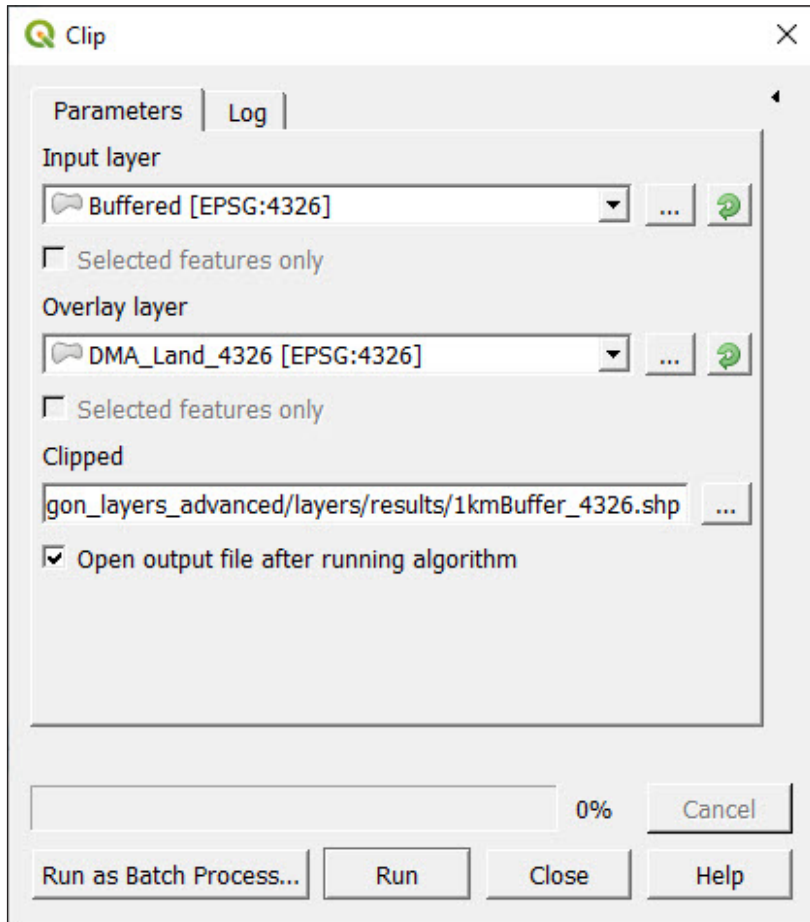 Clip
Parameters
Log
Input layer
Buffered [EPSG:4326]
...
Selected features only
Overlay layer
DMA_Land_4326 [EPSG:4326]
...
Selected features only
Clipped
gon_layers_advanced/layers/results/1kmBuffer_4326.shp
...
Open output file after running algorithm
0%
Cancel
Run as Batch Process...
Run
Close
Help